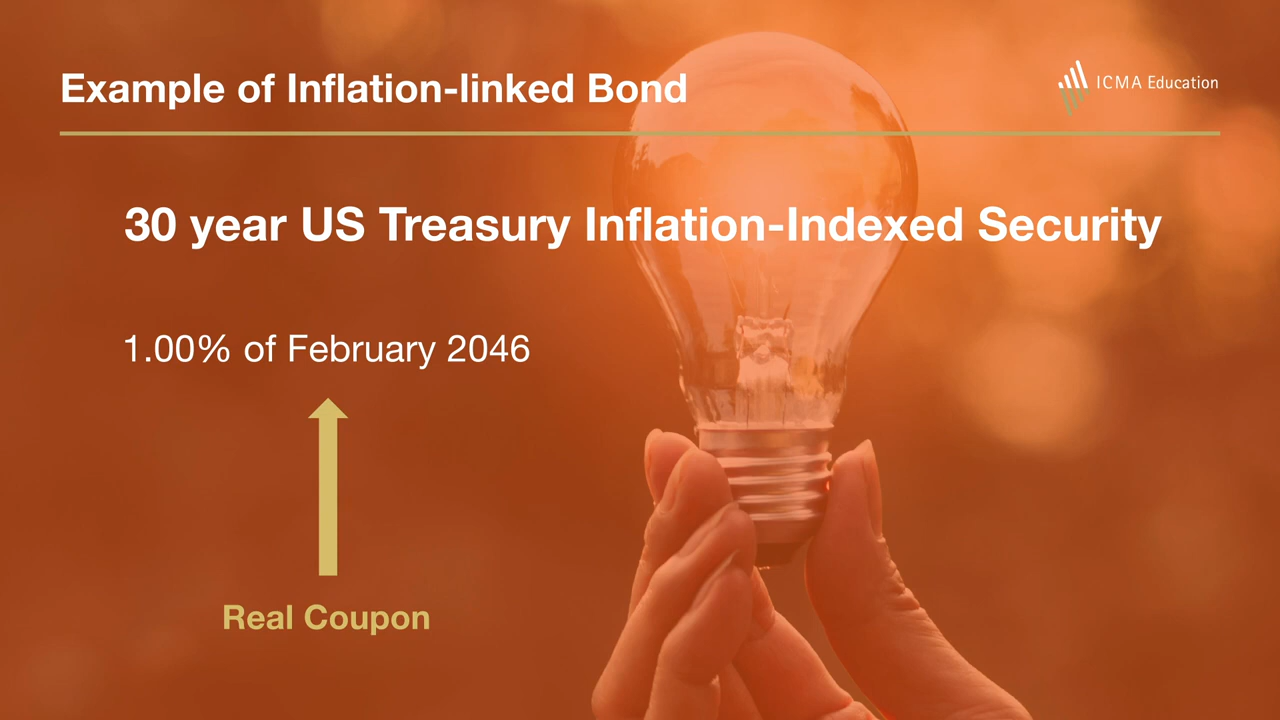 Example of Inflation-linked Bond
ICMA Education
30 year US Treasury Inflation-Indexed Security
1.00% of February 2046
Real Coupon